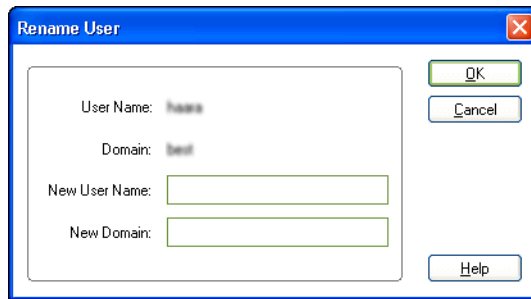 Rename User
OK
User Name:
Cancel
Domain:
New User Name:
New Domain:
Help